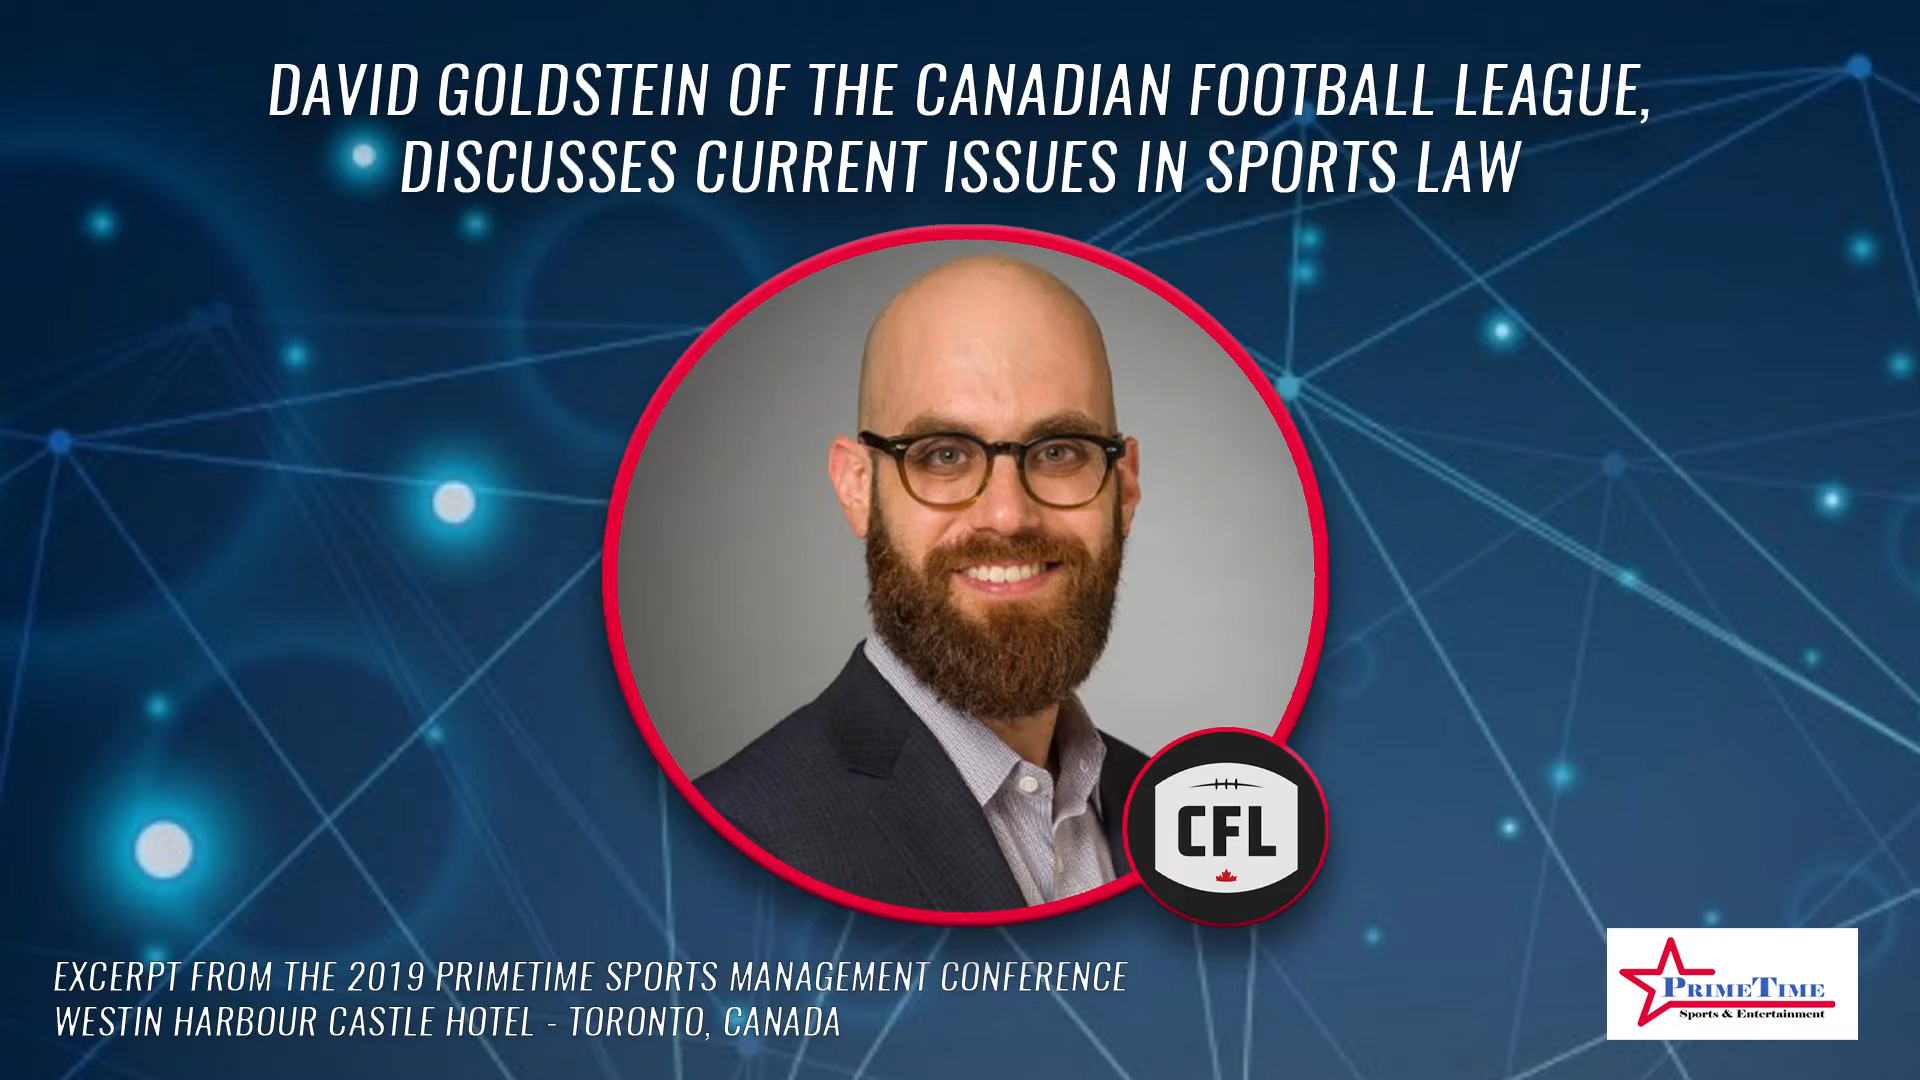 DAVID GOLDSTEIN OF THE CANADIAN FOOTBALL LEAGUE,
DISCUSSES CURRENT ISSUES IN SPORTS LAW
CFL
EXCERPT FROM THE 2019 PRIMETIME SPORTS MANAGEMENT CONFERENCE
WESTIN HARBOUR CASTLE HOTEL - TORONTO, CANADA
PRIMETIME
Sports & Entertainment